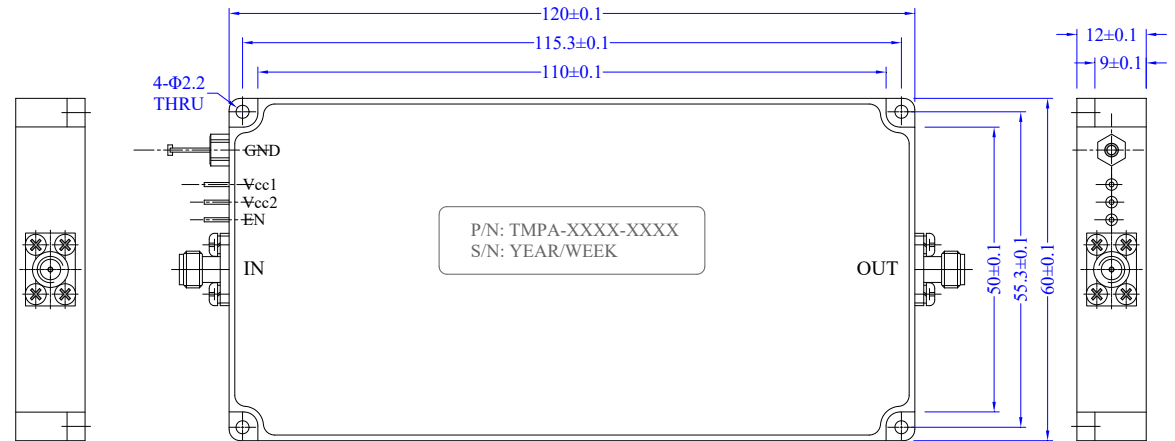 120±0.1
115.3±0.1
110±0.1
12±0.1
9±0.1
4-Φ2.2
THRU
GND
Vcc1
Vcc2
EN
IN
P/N: TMPA-XXXX-XXXX
S/N: YEAR/WEEK
OUT
50±0.1
55.3±0.1
60±0.1